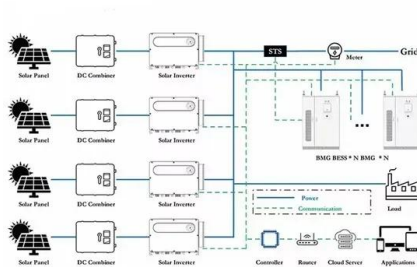 STS
Grid
Meter
Solar Panel
DC Combiner
Solar Inverter
Solar Panel
DC Combiner
Solar Inverter
BMG BESS * N BMG * N
Solar Panel
DC Combiner
Solar Inverter
Power
Communication
Load
Solar Panel
DC Combiner
Solar Inverter
Controller
Router
Cloud Server
Applications